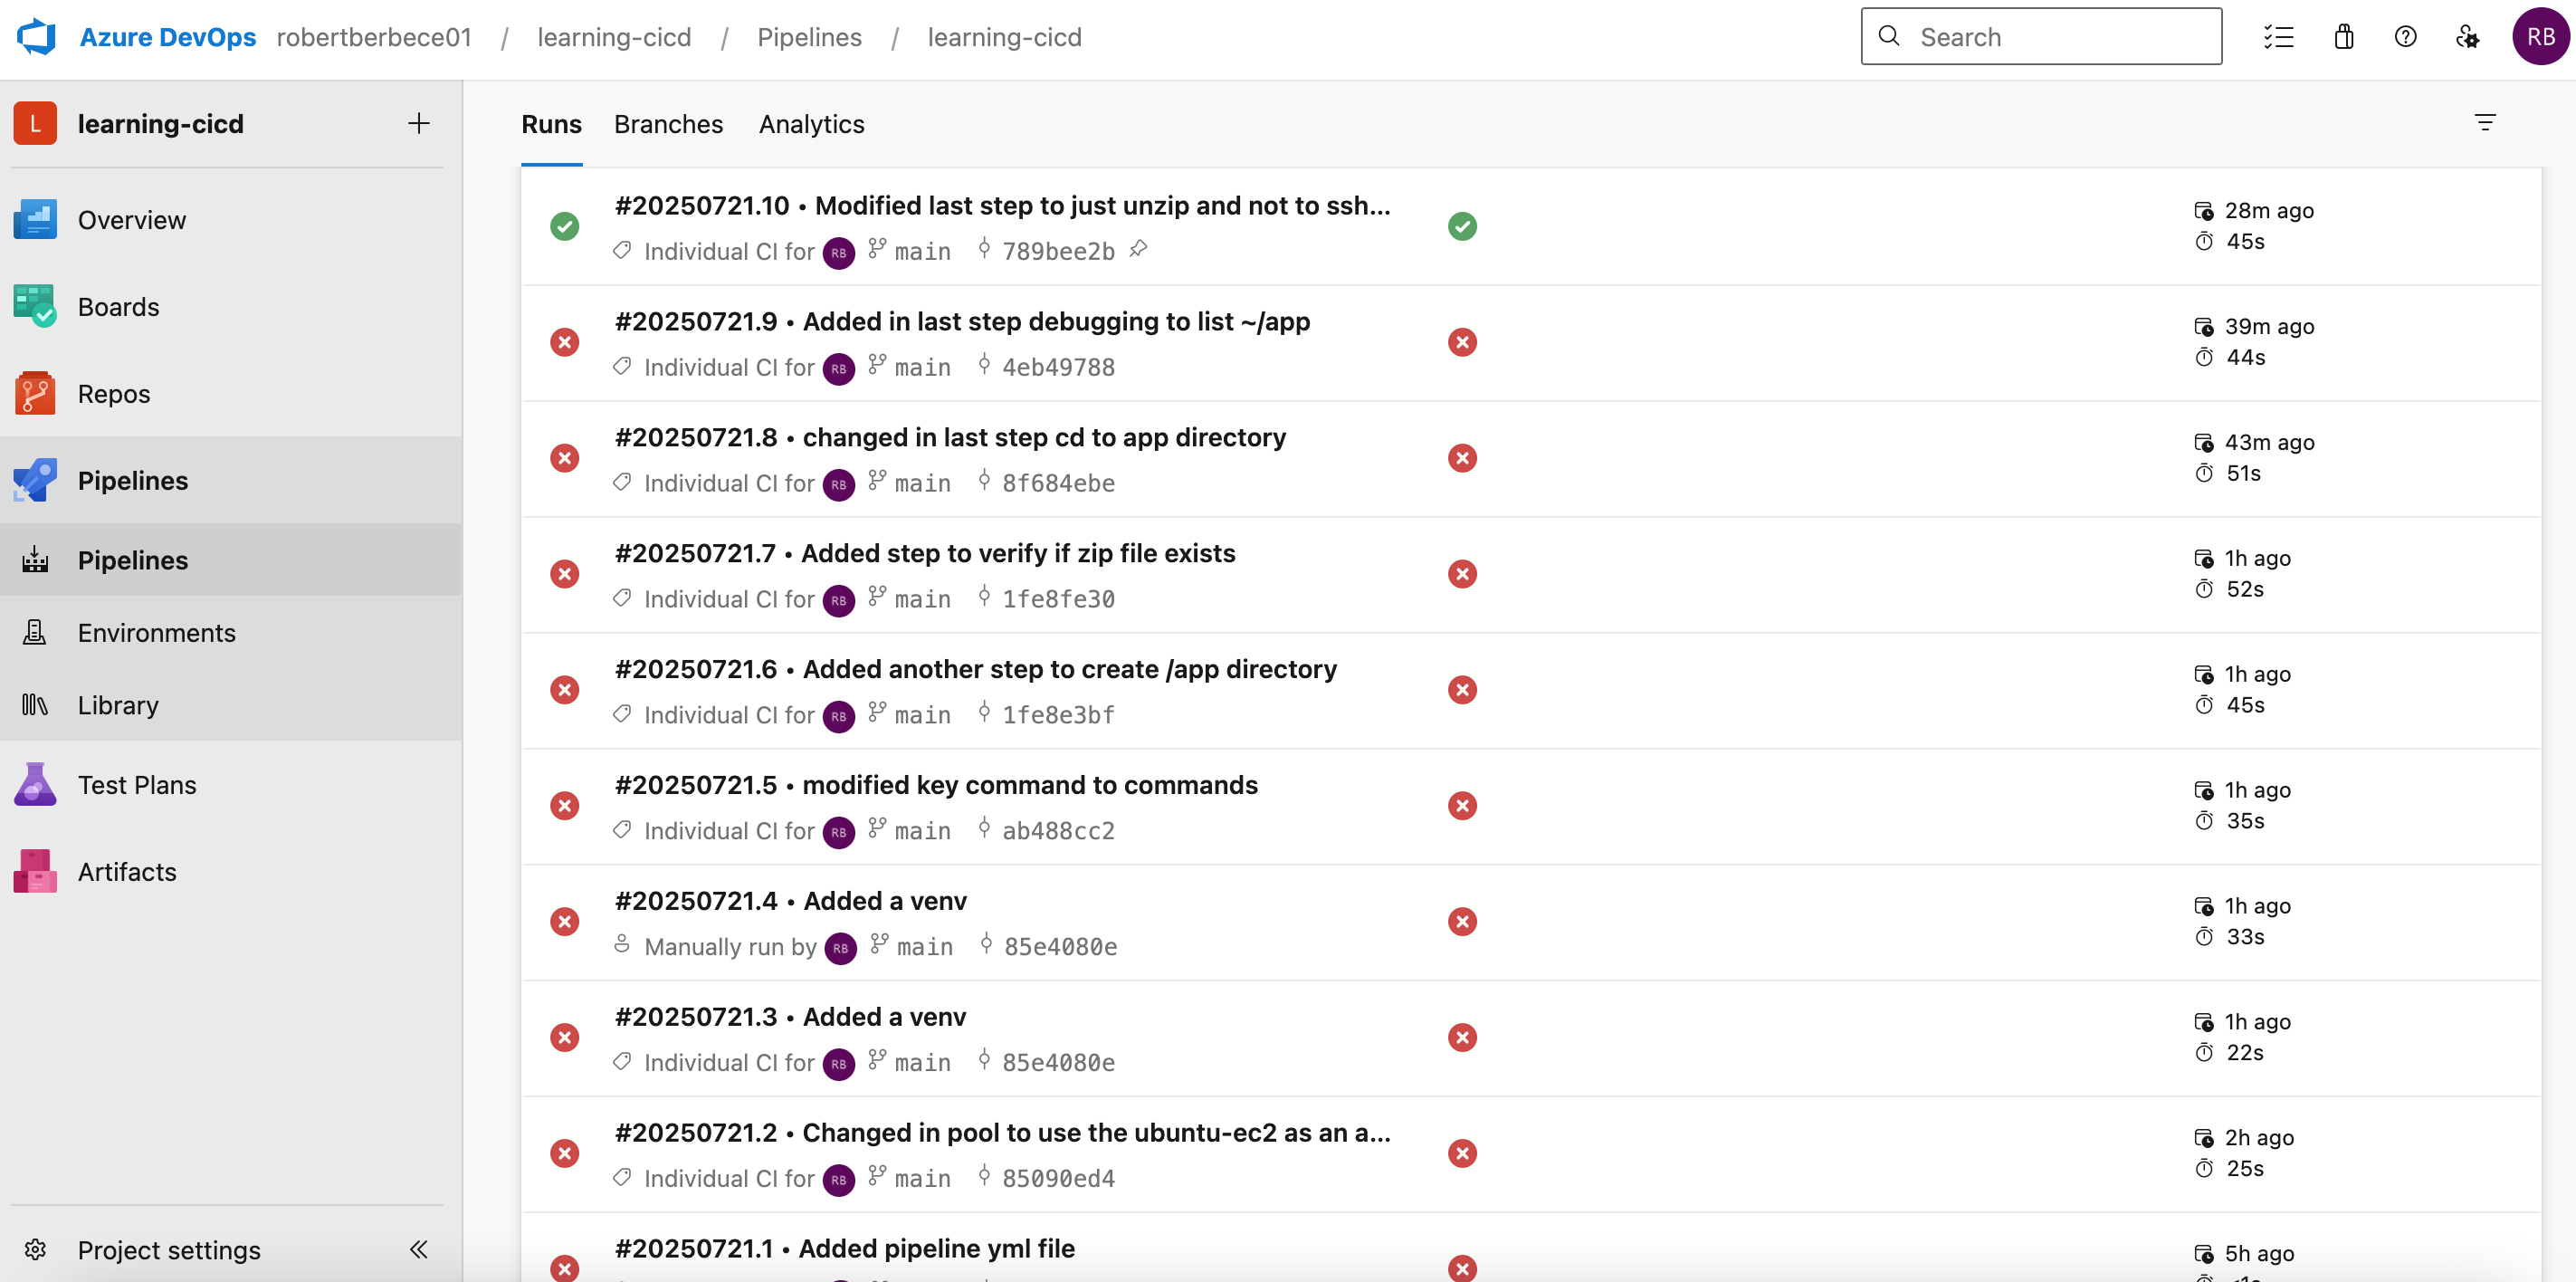 Azure DevOps robertberbece01 / learning-cicd / Pipelines / learning-cicd
Search
RB
L learning-cicd
Overview
Boards
Repos
Pipelines
Pipelines
Environments
Library
Test Plans
Artifacts
Project settings
Runs Branches Analytics
#20250721.10 • Modified last step to just unzip and not to ssh...
Individual CI for RB main 789bee2b
28m ago
45s
#20250721.9 • Added in last step debugging to list ~/app
Individual CI for RB main 4eb49788
39m ago
44s
#20250721.8 • changed in last step cd to app directory
Individual CI for RB main 8f684ebe
43m ago
51s
#20250721.7 • Added step to verify if zip file exists
Individual CI for RB main 1fe8fe30
1h ago
52s
#20250721.6 • Added another step to create /app directory
Individual CI for RB main 1fe8e3bf
1h ago
45s
#20250721.5 • modified key command to commands
Individual CI for RB main ab488cc2
1h ago
35s
#20250721.4 • Added a venv
Manually run by RB main 85e4080e
1h ago
33s
#20250721.3 • Added a venv
Individual CI for RB main 85e4080e
1h ago
22s
#20250721.2 • Changed in pool to use the ubuntu-ec2 as an a...
Individual CI for RB main 85090ed4
2h ago
25s
#20250721.1 • Added pipeline yml file
5h ago